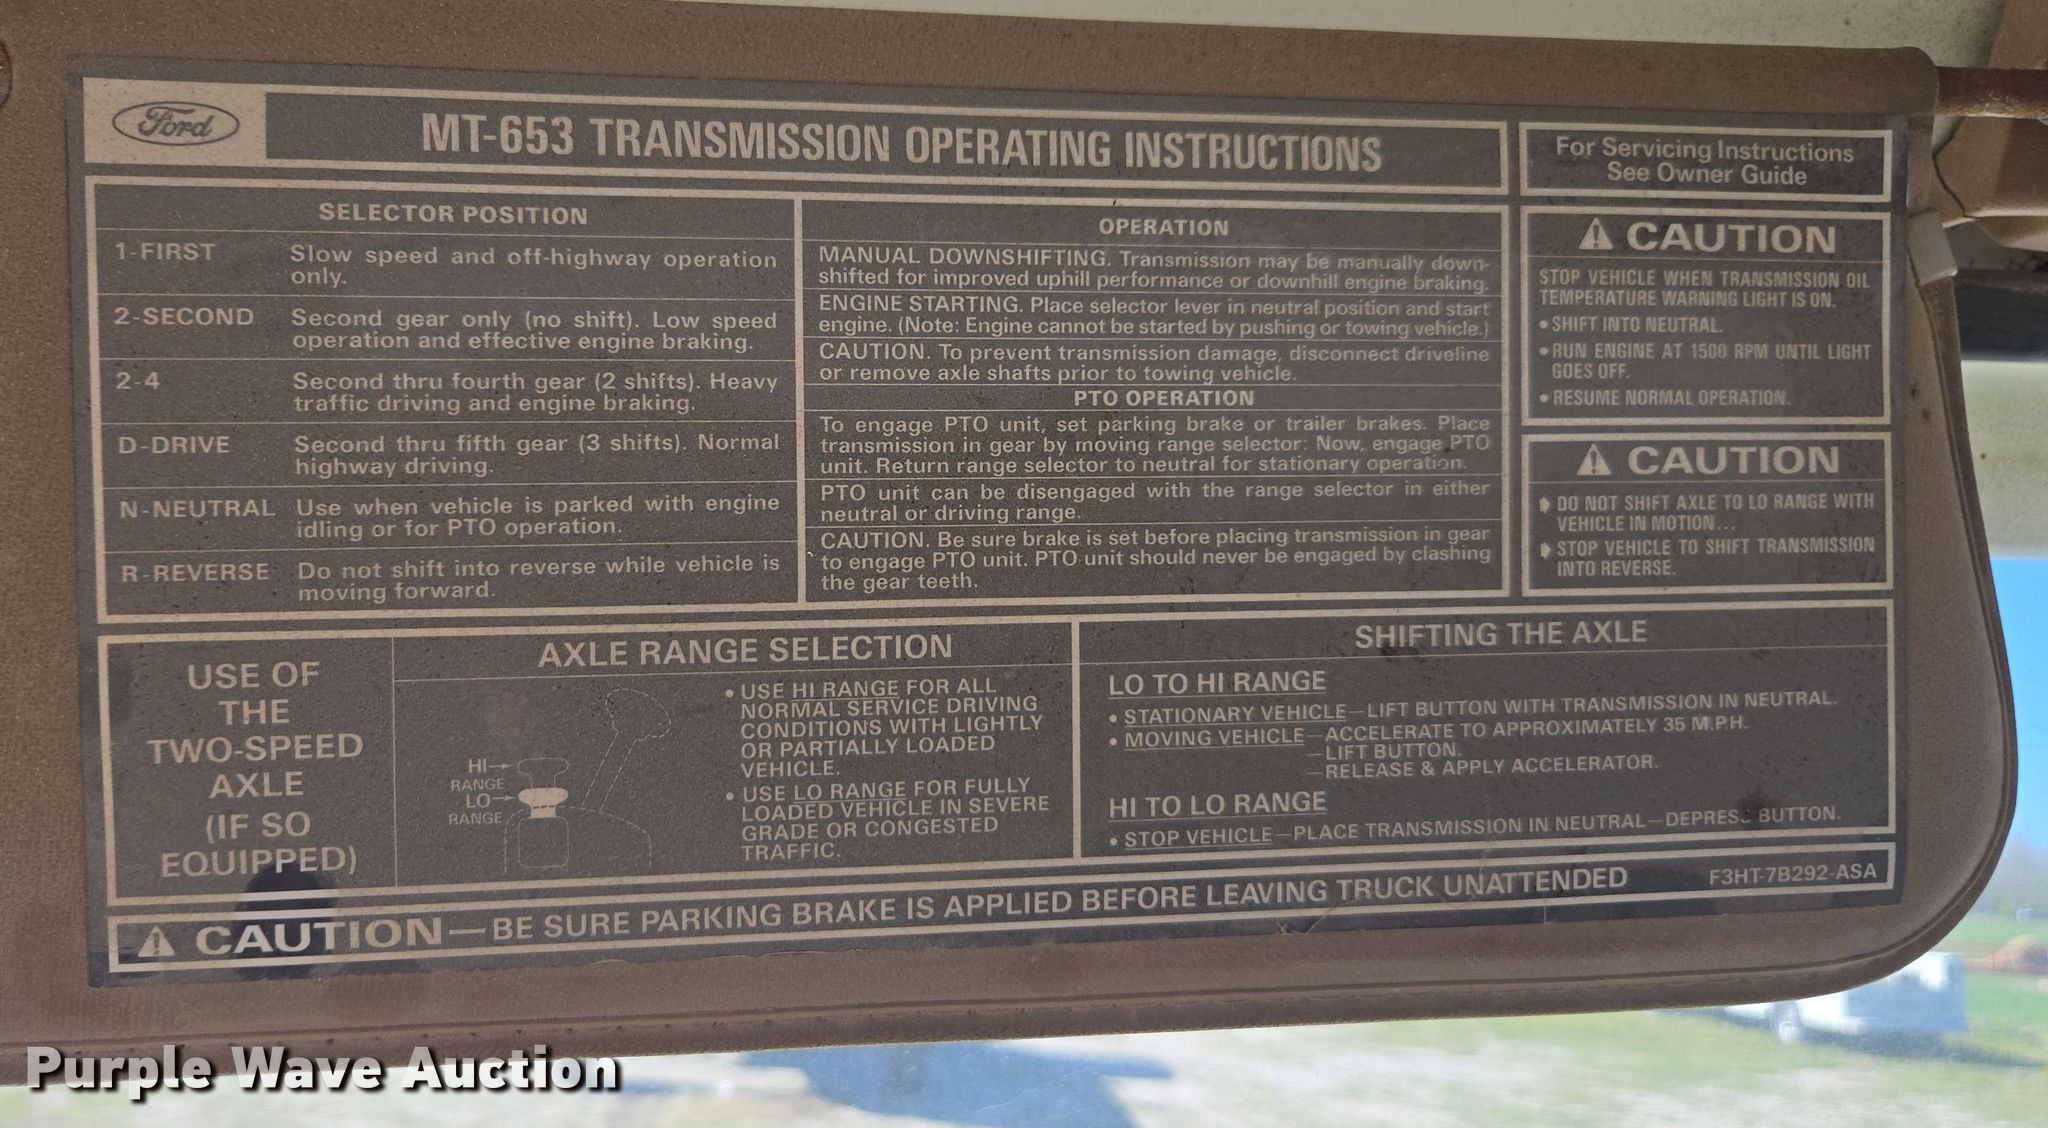 Ford
MT-653 TRANSMISSION OPERATING INSTRUCTIONS
For Servicing Instructions
See Owner Guide
SELECTOR POSITION
1-FIRST Slow speed and off-highway operation
only.
2-SECOND Second gear only (no shift). Low speed
operation and effective engine braking.
2-4 Second thru fourth gear (2 shifts). Heavy
traffic driving and engine braking.
D-DRIVE Second thru fifth gear (3 shifts). Normal
highway driving.
N-NEUTRAL Use when vehicle is parked with engine
idling or for PTO operation.
R-REVERSE Do not shift into reverse while vehicle is
moving forward.
OPERATION
MANUAL DOWNSHIFTING. Transmission may be manually down-
shifted for improved uphill performance or downhill engine braking.
ENGINE STARTING. Place selector lever in neutral position and start
engine. (Note: Engine cannot be started by pushing or towing vehicle.)
CAUTION. To prevent transmission damage, disconnect driveline
or remove axle shafts prior to towing vehicle.
PTO OPERATION
To engage PTO unit, set parking brake or trailer brakes. Place
transmission in gear by moving range selector: Now, engage PTO
unit. Return range selector to neutral for stationary operation.
PTO unit can be disengaged with the range selector in either
neutral or driving range.
CAUTION. Be sure brake is set before placing transmission in gear
to engage PTO unit. PTO unit should never be engaged by clashing
the gear teeth.
⚠ CAUTION
STOP VEHICLE WHEN TRANSMISSION OIL
TEMPERATURE WARNING LIGHT IS ON.
• SHIFT INTO NEUTRAL.
• RUN ENGINE AT 1500 RPM UNTIL LIGHT
GOES OFF.
• RESUME NORMAL OPERATION.
⚠ CAUTION
DO NOT SHIFT AXLE TO LO RANGE WITH
VEHICLE IN MOTION...
STOP VEHICLE TO SHIFT TRANSMISSION
INTO REVERSE.
USE OF
THE
TWO-SPEED
AXLE
(IF SO
EQUIPPED)
AXLE RANGE SELECTION
HI
RANGE
LO
RANGE
• USE HI RANGE FOR ALL
NORMAL SERVICE DRIVING
CONDITIONS WITH LIGHTLY
OR PARTIALLY LOADED
VEHICLE.
• USE LO RANGE FOR FULLY
LOADED VEHICLE IN SEVERE
GRADE OR CONGESTED
TRAFFIC.
SHIFTING THE AXLE
LO TO HI RANGE
• STATIONARY VEHICLE—LIFT BUTTON WITH TRANSMISSION IN NEUTRAL.
• MOVING VEHICLE—ACCELERATE TO APPROXIMATELY 35 M.P.H.
—LIFT BUTTON.
—RELEASE & APPLY ACCELERATOR.
HI TO LO RANGE
• STOP VEHICLE—PLACE TRANSMISSION IN NEUTRAL—DEPRESS BUTTON.
⚠ CAUTION—BE SURE PARKING BRAKE IS APPLIED BEFORE LEAVING TRUCK UNATTENDED
F3HT-7B292-ASA
Purple Wave Auction